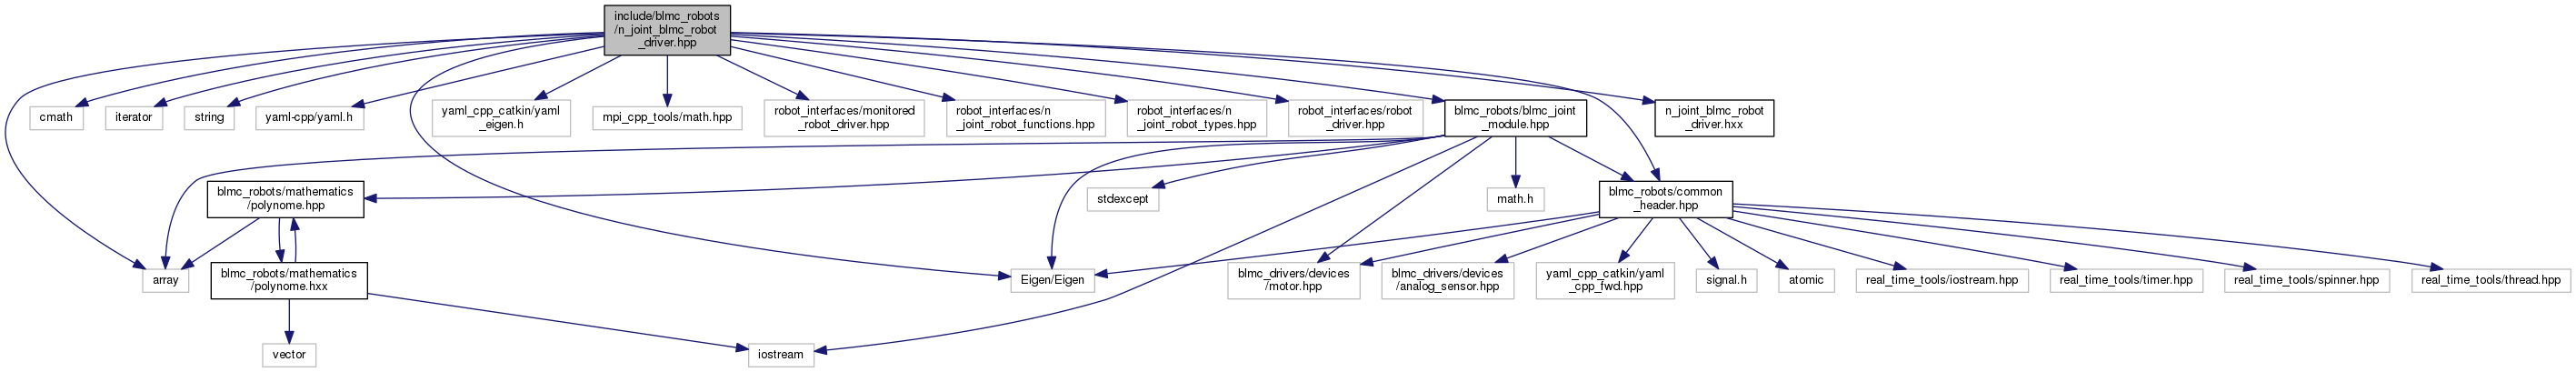 include/blmc_robots
/n_joint_blmc_robot
_driver.hpp
cmath
iterator
string
yaml-cpp/yaml.h
yaml_cpp_catkin/yaml
_eigen.h
mpi_cpp_tools/math.hpp
robot_interfaces/monitored
_robot_driver.hpp
robot_interfaces/n
_joint_robot_functions.hpp
robot_interfaces/n
_joint_robot_types.hpp
robot_interfaces/robot
_driver.hpp
blmc_robots/blmc_joint
_module.hpp
n_joint_blmc_robot
_driver.hxx
blmc_robots/mathematics
/polynome.hpp
stdexcept
math.h
blmc_robots/common
_header.hpp
array
blmc_robots/mathematics
/polynome.hxx
Eigen/Eigen
blmc_drivers/devices
/motor.hpp
blmc_drivers/devices
/analog_sensor.hpp
yaml_cpp_catkin/yaml
_cpp_fwd.hpp
signal.h
atomic
real_time_tools/iostream.hpp
real_time_tools/timer.hpp
real_time_tools/spinner.hpp
real_time_tools/thread.hpp
vector
iostream